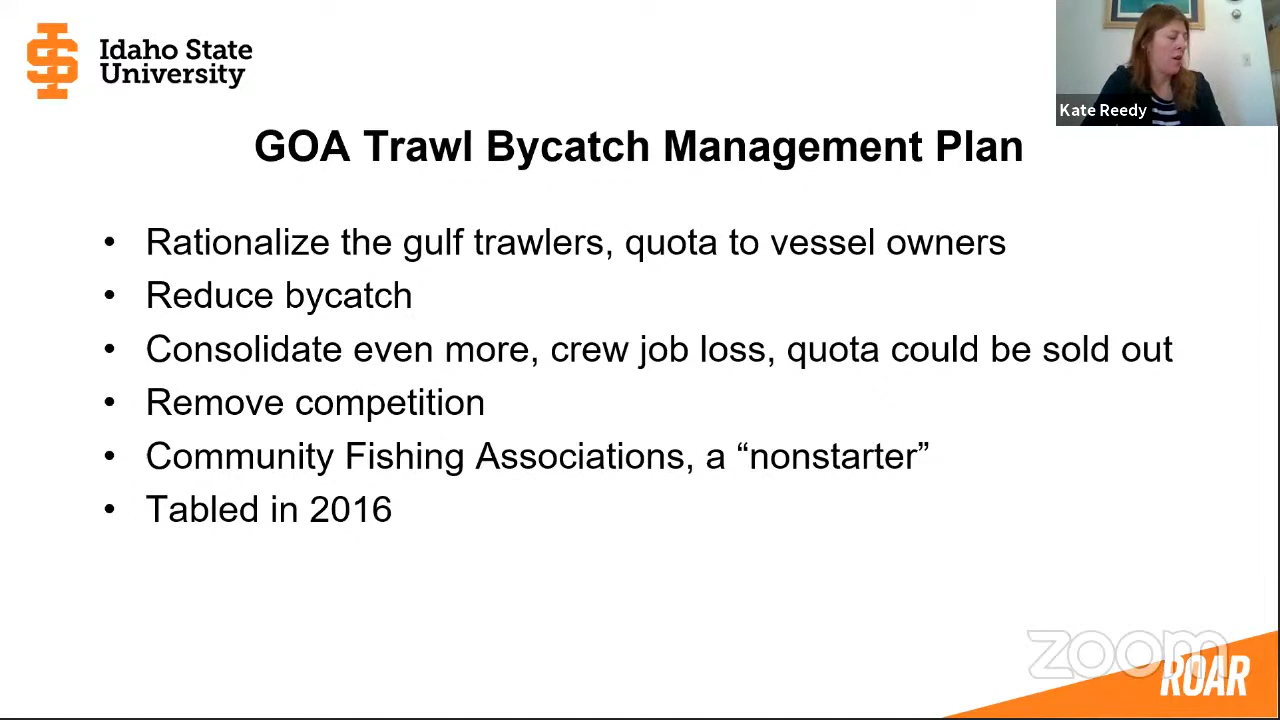 Idaho State
University
Kate Reedy
GOA Trawl Bycatch Management Plan
• Rationalize the gulf trawlers, quota to vessel owners
• Reduce bycatch
• Consolidate even more, crew job loss, quota could be sold out
• Remove competition
• Community Fishing Associations, a “nonstarter”
• Tabled in 2016
zoom
ROAR